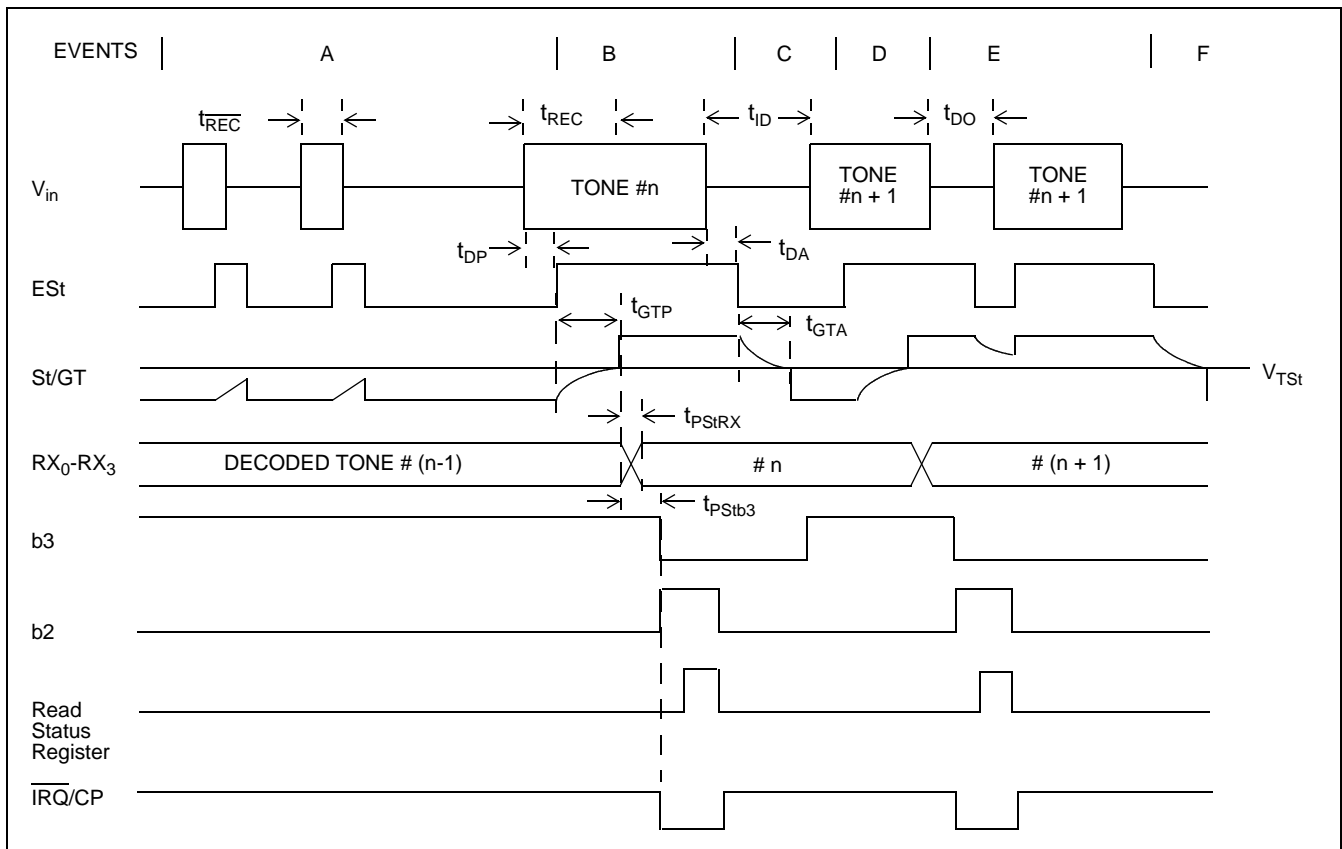 EVENTS A B C D E F
tREC tREC tID tDO
Vin TONE #n TONE #n + 1 TONE #n + 1
tDP tDA
ESt
tGTP tGTA
St/GT VTSt
tPStRX
RX0-RX3 DECODED TONE # (n-1) # n # (n + 1)
tPStb3
b3
b2
Read
Status
Register
IRQ/CP